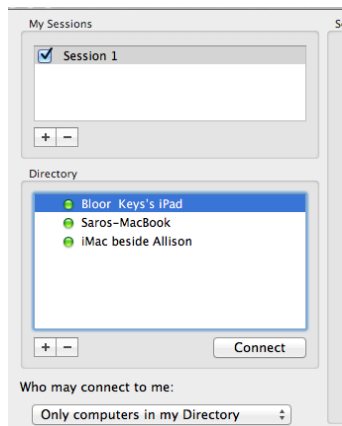 My Sessions
S
Session 1
+ −
Directory
Bloor Keys's iPad
Saros-MacBook
iMac beside Allison
+ −
Connect
Who may connect to me:
Only computers in my Directory